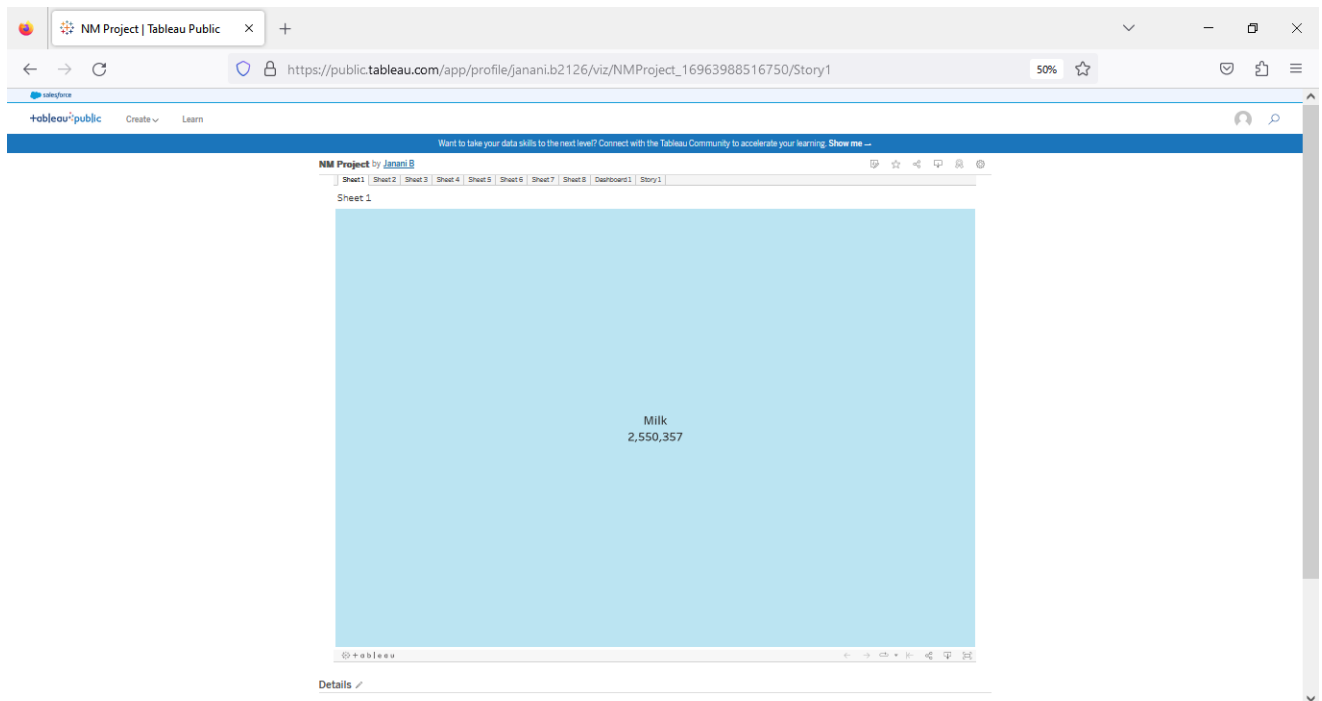 NM Project | Tableau Public
https://public.tableau.com/app/profile/janani.b2126/viz/NMProject_16963988516750/Story1
50%
salesforce
+ableau public Create Learn
Want to take your data skills to the next level? Connect with the Tableau Community to accelerate your learning. Show me
NM Project by Janani B
Sheet 1 Sheet 2 Sheet 3 Sheet 4 Sheet 5 Sheet 6 Sheet 7 Sheet 8 Dashboard 1 Story 1
Sheet 1
Milk
2,550,357
+ableau
Details